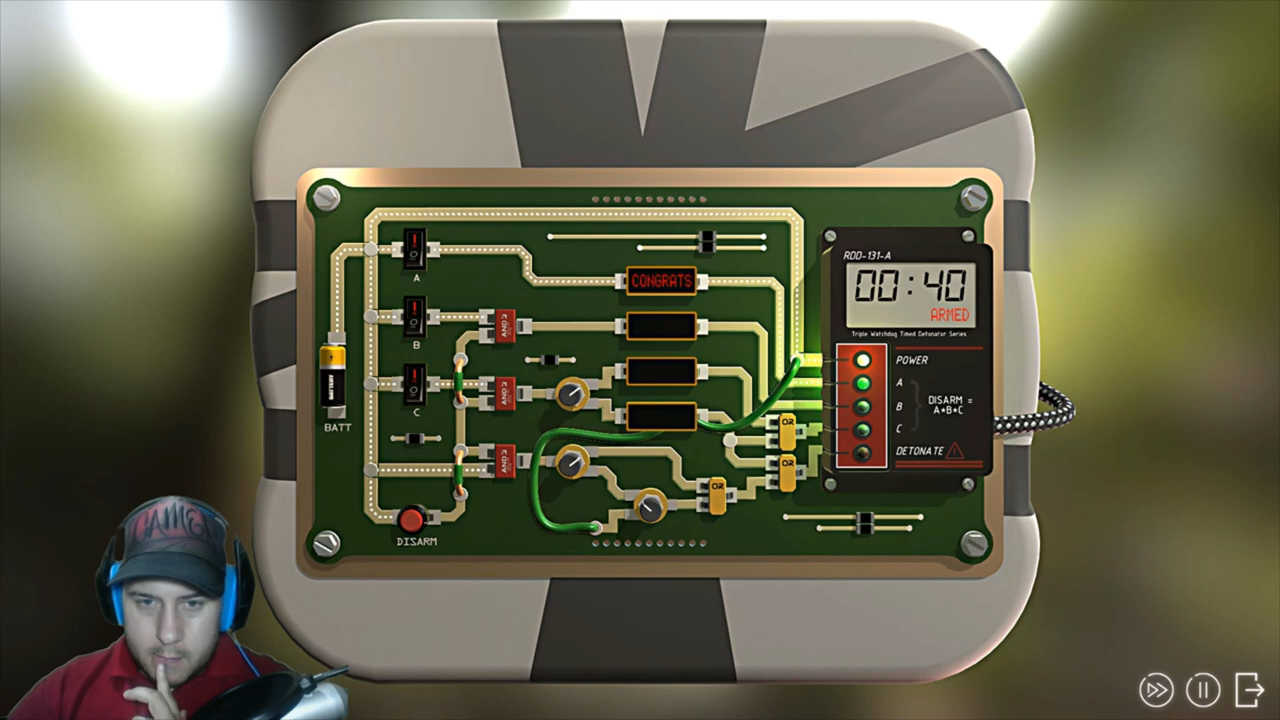 RDD-131-A
00:40
ARMED
Triple Watchdog Timed Detonator Series
A
CONGRATS
B
AND
POWER
A
B
C
DISARM =
A*B*C
DETONATE
C
AND
BATT
OR
AND
OR
OR
DISARM
GAMER